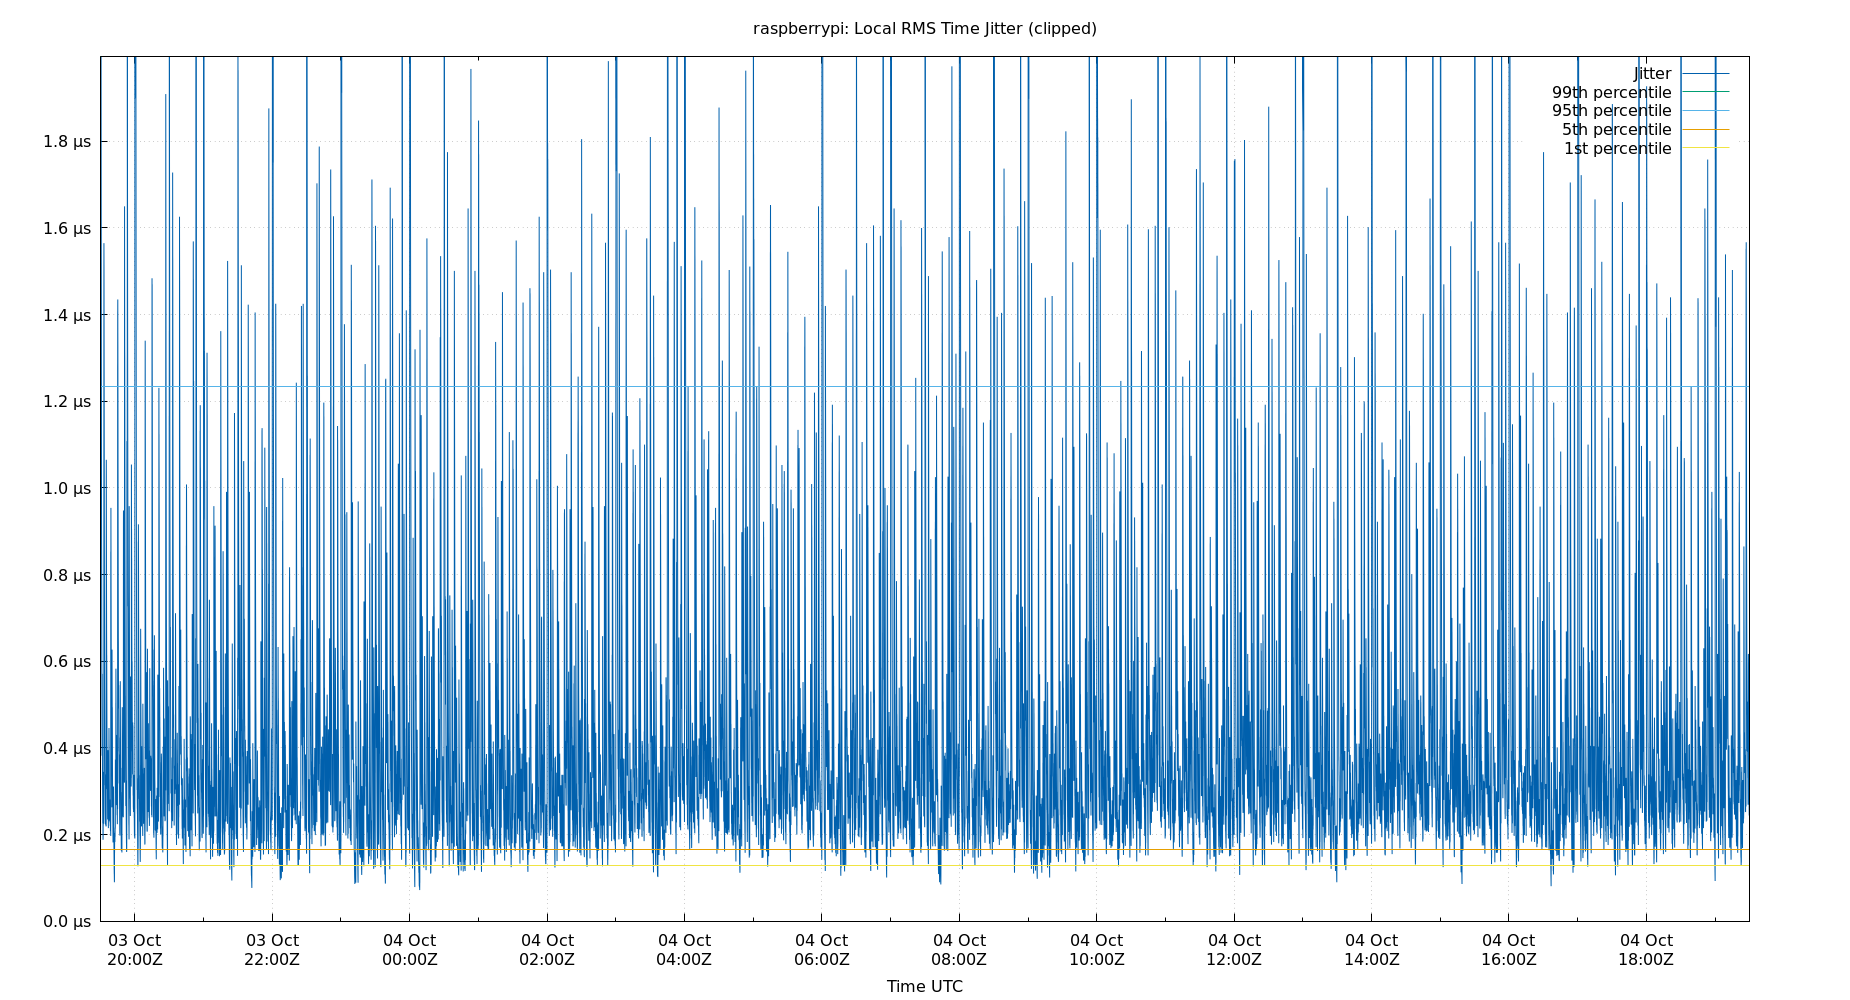 raspberrypi: Local RMS Time Jitter (clipped)
Jitter
99th percentile
95th percentile
5th percentile
1st percentile
1.8 µs
1.6 µs
1.4 µs
1.2 µs
1.0 µs
0.8 µs
0.6 µs
0.4 µs
0.2 µs
0.0 µs
03 Oct 03 Oct 04 Oct 04 Oct 04 Oct 04 Oct 04 Oct 04 Oct 04 Oct 04 Oct 04 Oct 04 Oct
20:00Z 22:00Z 00:00Z 02:00Z 04:00Z 06:00Z 08:00Z 10:00Z 12:00Z 14:00Z 16:00Z 18:00Z
Time UTC